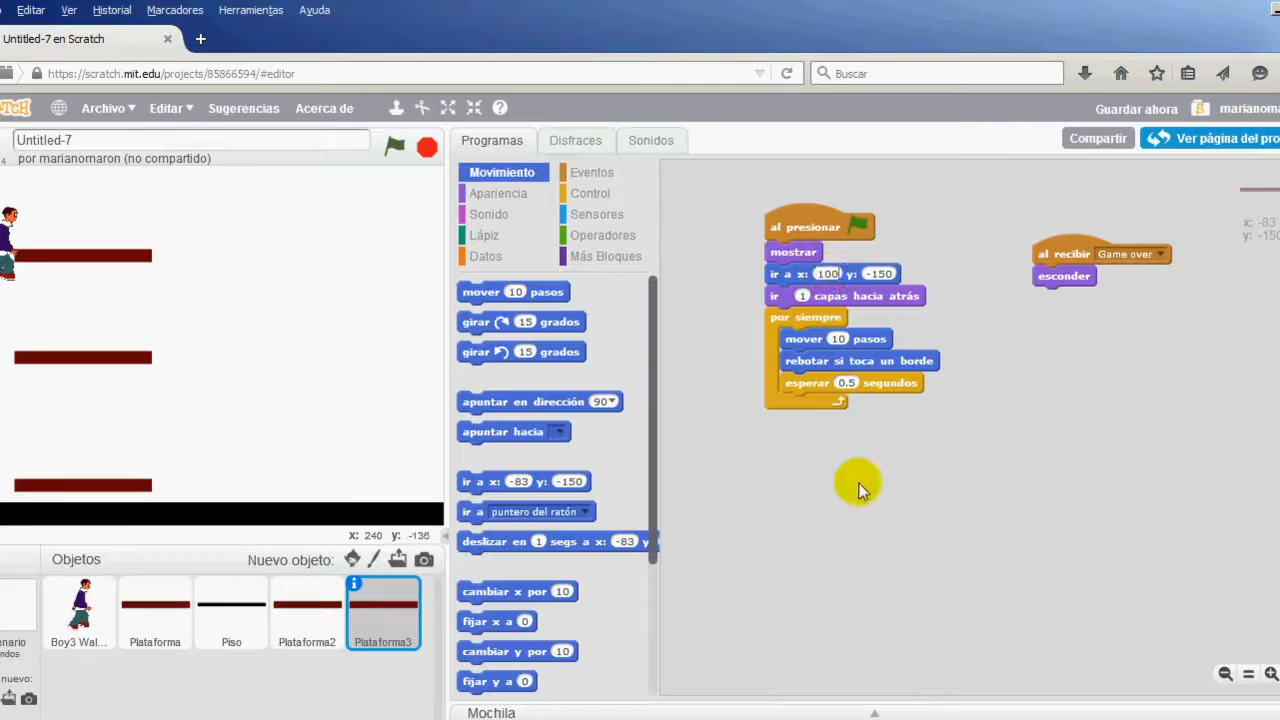 Editar Ver Historial Marcadores Herramientas Ayuda
Untitled-7 en Scratch × +
https://scratch.mit.edu/projects/85866594/#editor Buscar
Archivo Editar Sugerencias Acerca de Guardar ahora marianom
Untitled-7
por marianomaron (no compartido)
Programas Disfraces Sonidos Compartir Ver página del pro
Movimiento Eventos
Apariencia Control
Sonido Sensores
Lápiz Operadores
Datos Más Bloques
mover 10 pasos
girar 15 grados
girar 15 grados
apuntar en dirección 90
apuntar hacia
ir a x: -83 y: -150
ir a puntero del ratón
deslizar en 1 segs a x: -83 y
cambiar x por 10
fijar x a 0
cambiar y por 10
fijar y a 0
al presionar
mostrar
ir a x: 100 y: -150
ir 1 capas hacia atrás
por siempre
mover 10 pasos
rebotar si toca un borde
esperar 0.5 segundos
al recibir Game over
esconder
x: -83
y: -150
x: 240 y: -136
Objetos Nuevo objeto:
Boy3 Wal... Plataforma Piso Plataforma2 Plataforma3
enario
ndos
nuevo:
Mochila